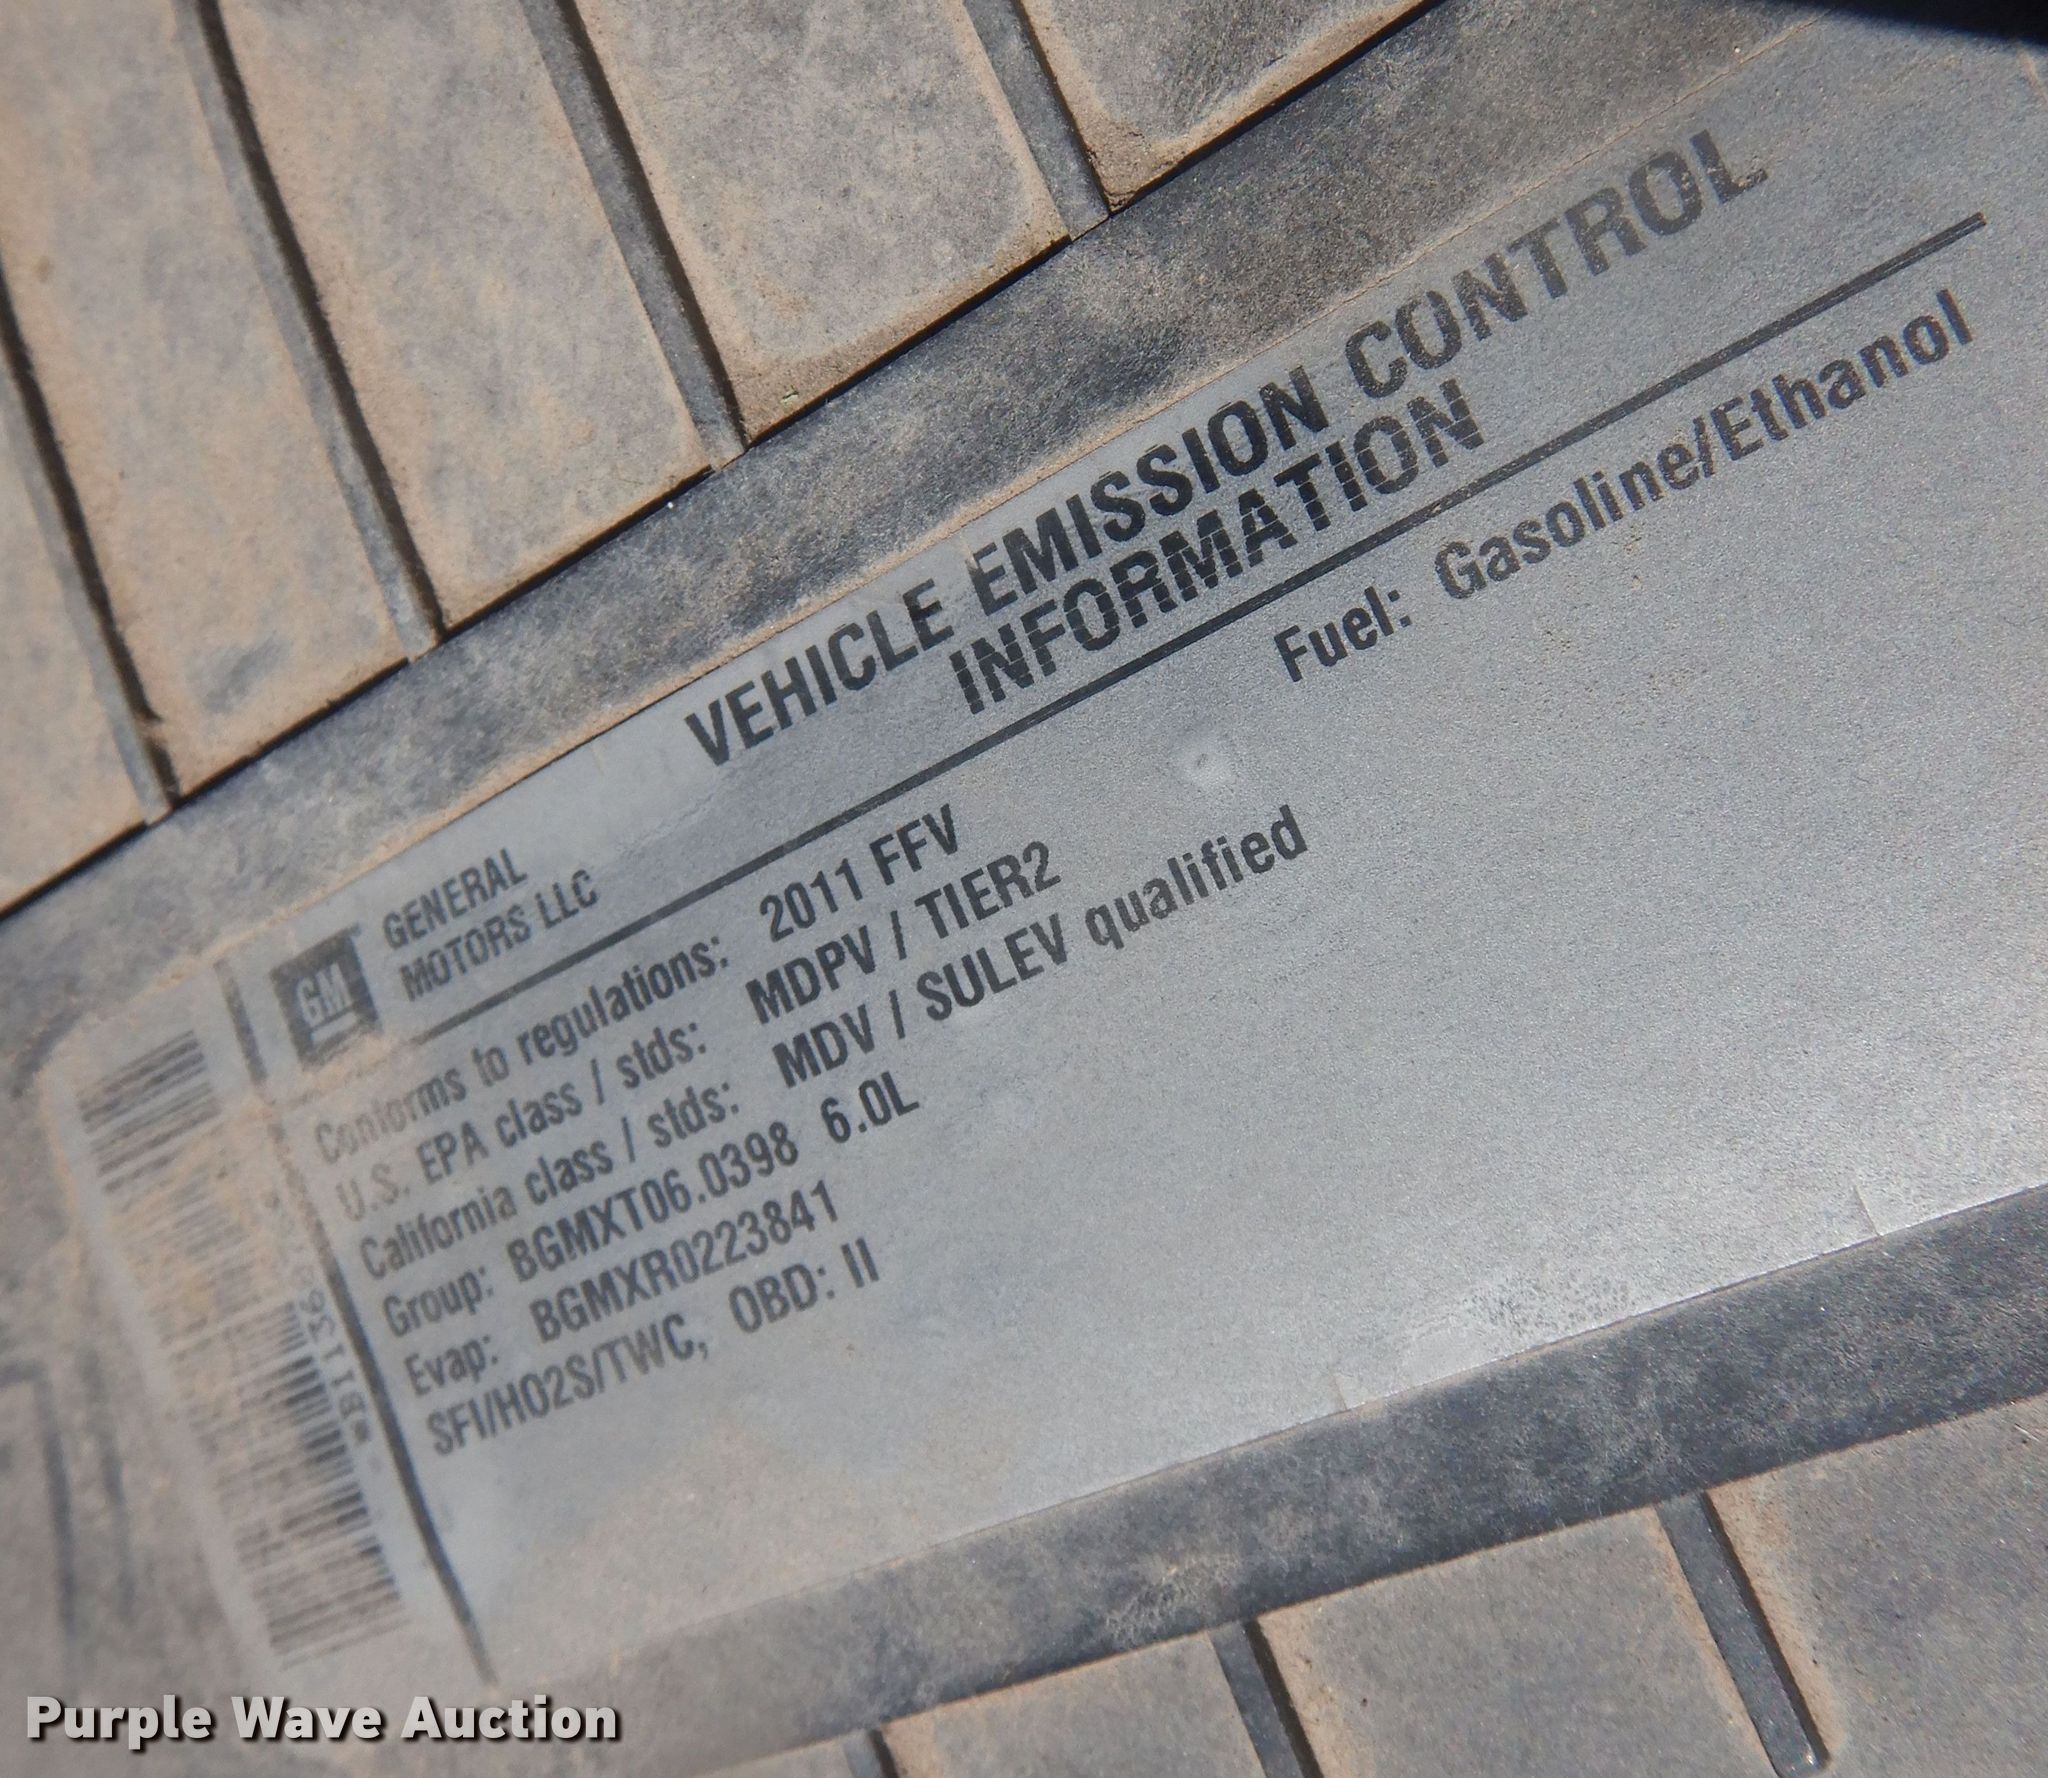 VEHICLE EMISSION CONTROL
INFORMATION
GM
GENERAL
MOTORS LLC
Conforms to regulations: 2011 FFV
Fuel: Gasoline/Ethanol
U.S. EPA class / stds: MDPV / TIER2
California class / stds: MDV / SULEV qualified
Group: BGMXT06.0398 6.0L
Evap: BGMXR0223841
SFI/HO2S/TWC, OBD: II
Purple Wave Auction